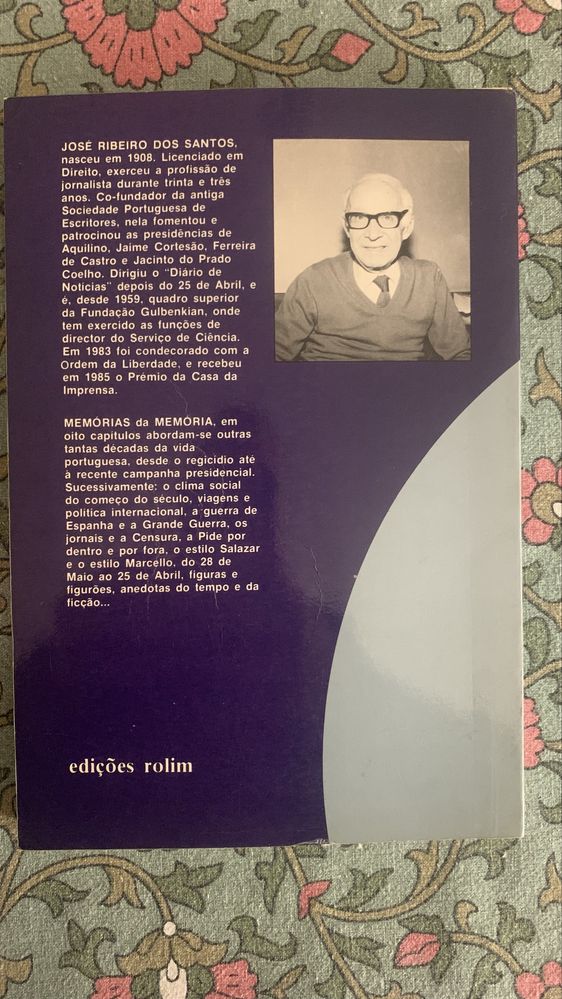 JOSÉ RIBEIRO DOS SANTOS,
nasceu em 1908. Licenciado em
Direito, exerceu a profissão de
jornalista durante trinta e três
anos. Co-fundador da antiga
Sociedade Portuguesa de
Escritores, nela fomentou e
patrocinou as presidências de
Aquilino, Jaime Cortesão, Ferreira
de Castro e Jacinto do Prado
Coelho. Dirigiu o "Diário de
Notícias" depois do 25 de Abril, e
é, desde 1959, quadro superior
da Fundação Gulbenkian, onde
tem exercido as funções de
director do Serviço de Ciência.
Em 1983 foi condecorado com a
Ordem da Liberdade, e recebeu
em 1985 o Prémio da Casa da
Imprensa.
MEMÓRIAS da MEMÓRIA, em
oito capítulos abordam-se outras
tantas décadas da vida
portuguesa, desde o regicídio até
à recente campanha presidencial.
Sucessivamente: o clima social
do começo do século, viagens e
política internacional, a guerra de
Espanha e a Grande Guerra, os
jornais e a Censura, a Pide por
dentro e por fora, o estilo Salazar
e o estilo Marcello, do 28 de
Maio ao 25 de Abril, figuras e
figurões, anedotas do tempo e da
ficção...
edições rolim